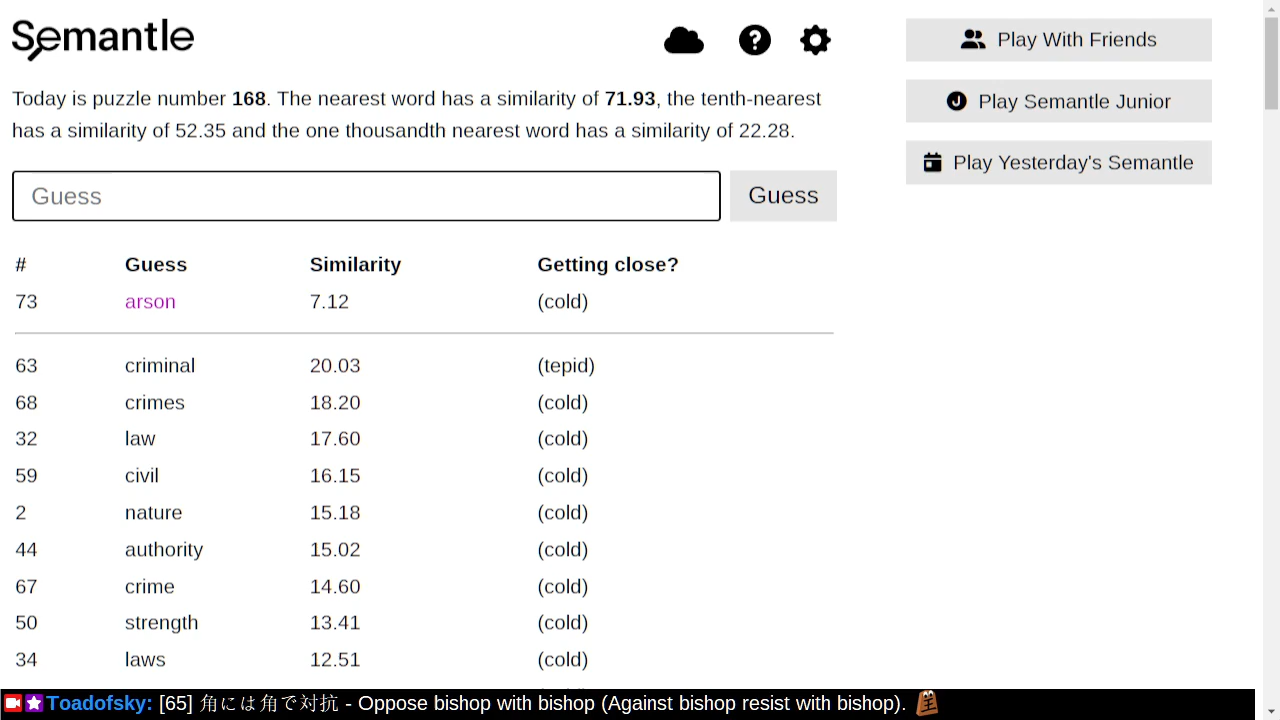 Semantle
Play With Friends
Today is puzzle number 168. The nearest word has a similarity of 71.93, the tenth-nearest
has a similarity of 52.35 and the one thousandth nearest word has a similarity of 22.28.
Play Semantle Junior
Play Yesterday's Semantle
Guess Guess
# Guess Similarity Getting close?
73 arson 7.12 (cold)
63 criminal 20.03 (tepid)
68 crimes 18.20 (cold)
32 law 17.60 (cold)
59 civil 16.15 (cold)
2 nature 15.18 (cold)
44 authority 15.02 (cold)
67 crime 14.60 (cold)
50 strength 13.41 (cold)
34 laws 12.51 (cold)
Toadofsky: [65] 角には角で対抗 - Oppose bishop with bishop (Against bishop resist with bishop).